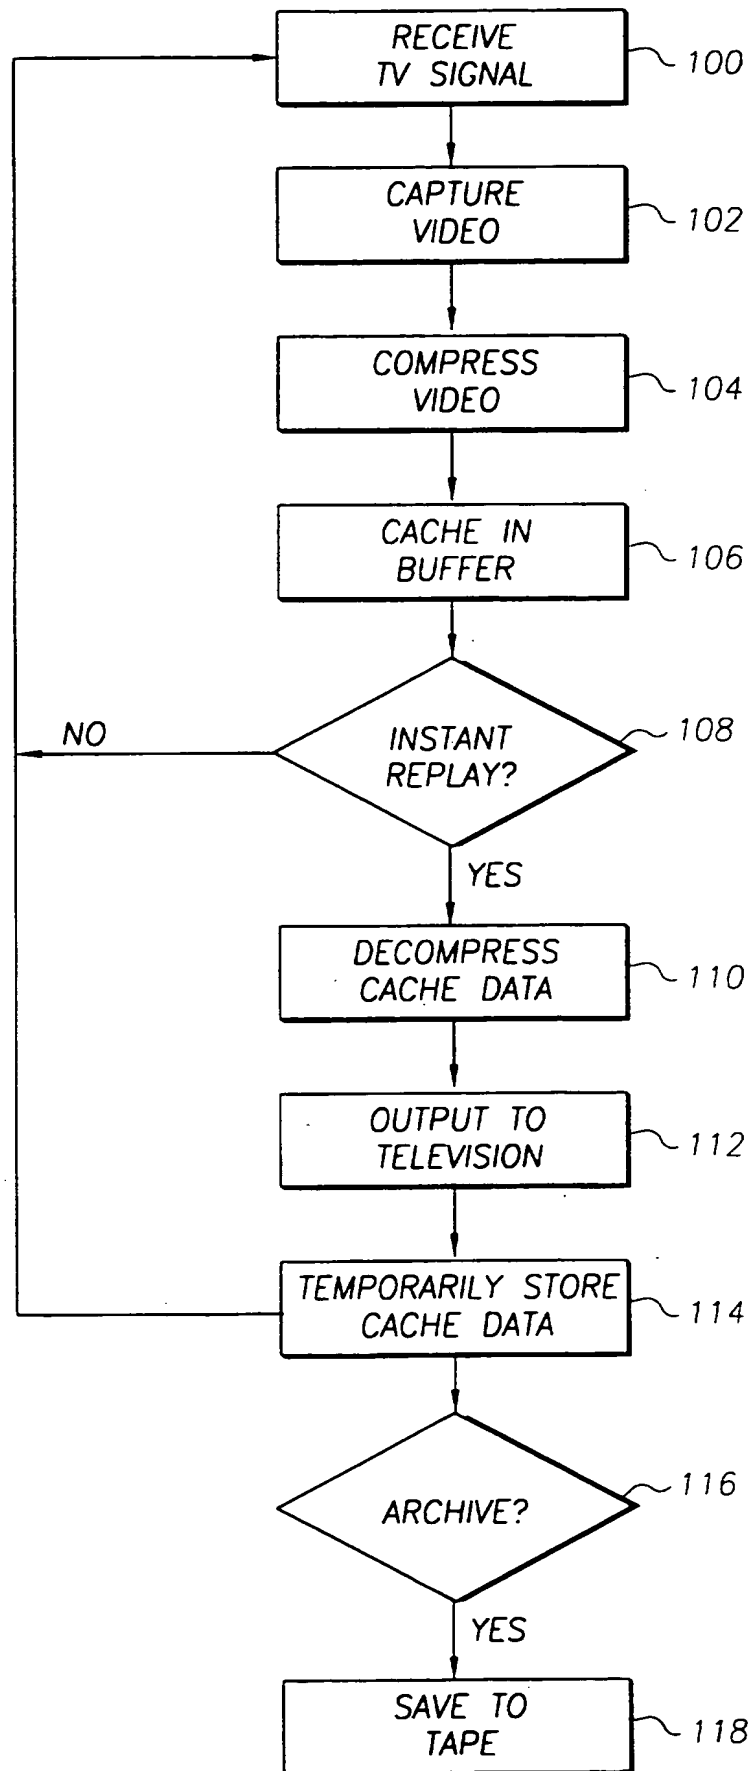 RECEIVE
TV SIGNAL
100
CAPTURE
VIDEO
102
COMPRESS
VIDEO
104
CACHE IN
BUFFER
106
INSTANT
REPLAY?
108
NO
YES
DECOMPRESS
CACHE DATA
110
OUTPUT TO
TELEVISION
112
TEMPORARILY STORE
CACHE DATA
114
ARCHIVE?
116
YES
SAVE TO
TAPE
118